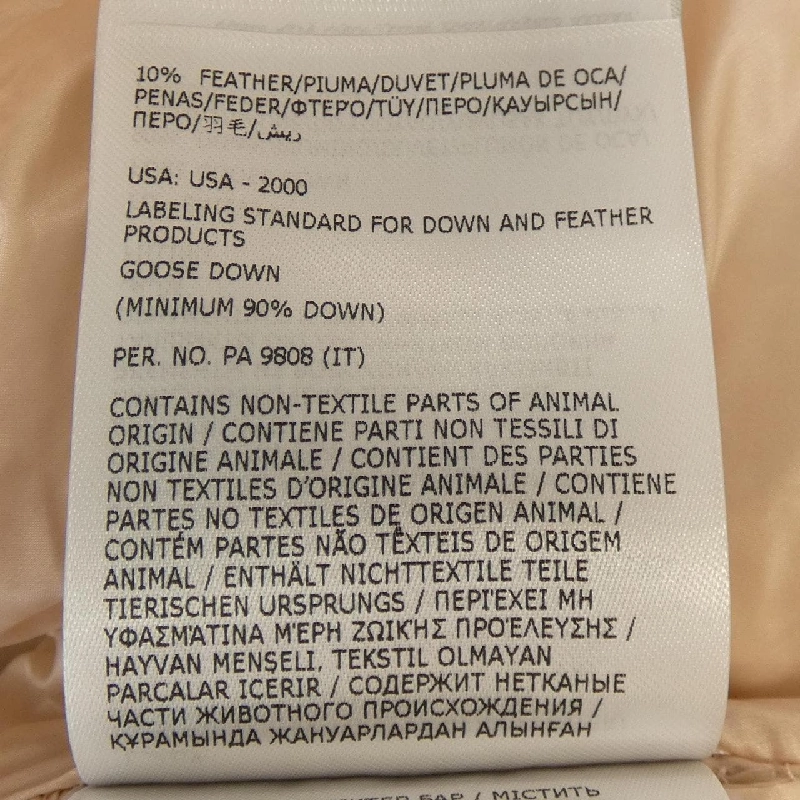 10% FEATHER/PIUMA/DUVET/PLUMA DE OCA/
PENAS/FEDER/ΦΤΕΡΌ/TÜY/ПЕРО/ҚАУЫРСЫН/
ПЕРО/羽毛/ريش
USA: USA - 2000
LABELING STANDARD FOR DOWN AND FEATHER
PRODUCTS
GOOSE DOWN
(MINIMUM 90% DOWN)
PER. NO. PA 9808 (IT)
CONTAINS NON-TEXTILE PARTS OF ANIMAL
ORIGIN / CONTIENE PARTI NON TESSILI DI
ORIGINE ANIMALE / CONTIENT DES PARTIES
NON TEXTILES D'ORIGINE ANIMALE / CONTIENE
PARTES NO TEXTILES DE ORIGEN ANIMAL /
CONTÉM PARTES NÃO TÊXTEIS DE ORIGEM
ANIMAL / ENTHÄLT NICHTTEXTILE TEILE
TIERISCHEN URSPRUNGS / ΠΕΡΙΈΧΕΙ ΜΗ
ΥΦΑΣΜΆΤΙΝΑ ΜΈΡΗ ΖΩΙΚΉΣ ΠΡΟΈΛΕΥΣΗΣ /
HAYVAN MENŞELI, TEKSTIL OLMAYAN
PARÇALAR IÇERIR / СОДЕРЖИТ НЕТКАНЫЕ
ЧАСТИ ЖИВОТНОГО ПРОИСХОЖДЕНИЯ /
ҚҰРАМЫНДА ЖАНУАРЛАРДАН АЛЫНҒАН
БАР / МІСТИТЬ